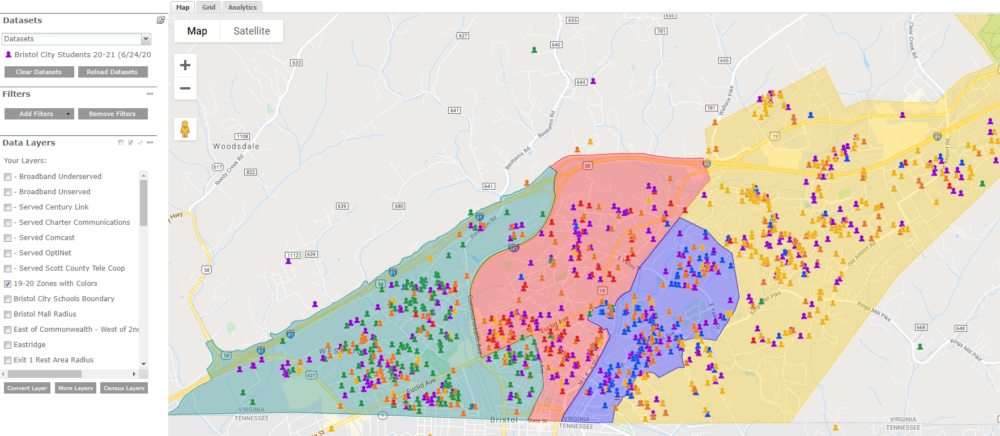 Map
Grid
Analytics
Datasets
Datasets
Bristol City Students 20-21 (6/24/20
Clear Datasets
Reload Datasets
Filters
Add Filters
Remove Filters
Data Layers
Your Layers:
- Broadband Underserved
- Broadband Unserved
- Served Century Link
- Served Charter Communications
- Served Comcast
- Served OptiNet
- Served Scott County Tele Coop
19-20 Zones with Colors
Bristol City Schools Boundary
Bristol Mall Radius
East of Commonwealth - West of 2nd
Eastridge
Exit 1 Rest Area Radius
Convert Layer
More Layers
Census Layers
Map
Satellite
+
−
655
655
781
627
640
633
655
644
641
781
Wallace Pike
Clear Creek Rd
Benhams Rd
1108
Woodsdale
19
81
617
Reedy Creek Rd
822
Benhams Rd
58
81
68
Old Airport Rd
641
639
680
Hwy
81
Pittstown Rd
381
1112
639
58
81
58
E Valley Dr
19
Old Airport Rd
Commonwealth Ave
Kings Mill Pike
Kings Mill Pike
E Valley Dr
Euclid Ave
81
58
81
668
648
Kings Mill Pike
421
M.L.K. Jr Blvd
Euclid Ave
VIRGINIA
TENNESSEE
1
Bristol
State St
VIRGINIA
TENNESSEE
VIRGINIA
TENNESSEE